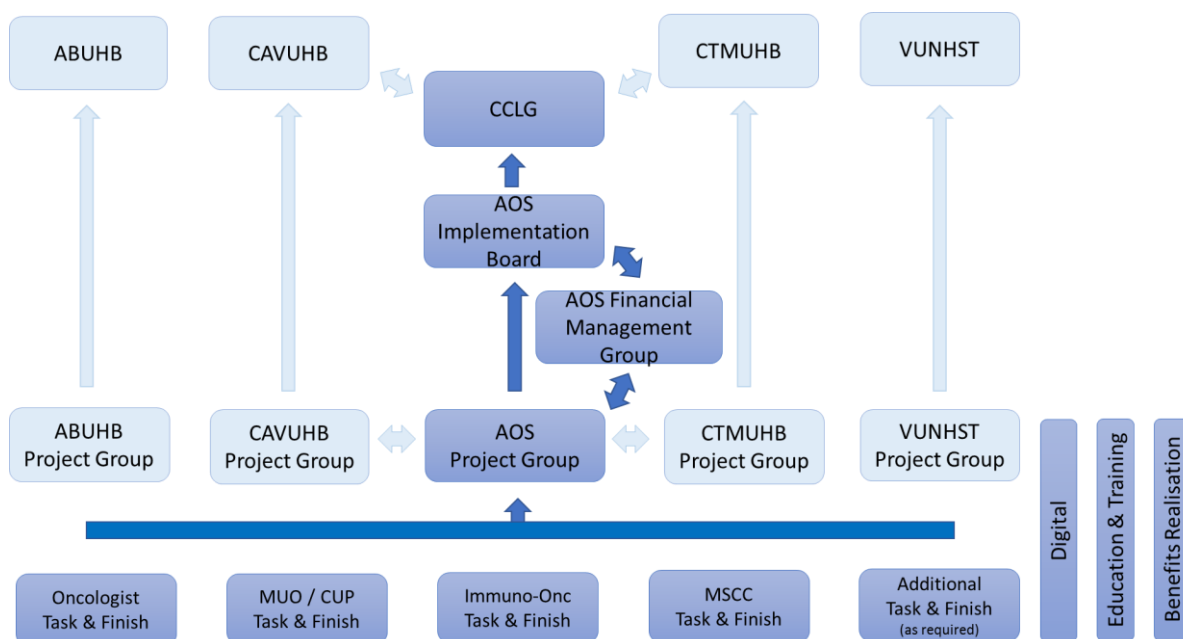 ABUHB
CAVUHB
CTMUHB
VUNHST
CCLG
AOS
Implementation
Board
AOS Financial
Management
Group
ABUHB
Project Group
CAVUHB
Project Group
AOS
Project Group
CTMUHB
Project Group
VUNHST
Project Group
Digital
Education & Training
Benefits Realisation
Oncologist
Task & Finish
MUO / CUP
Task & Finish
Immuno-Onc
Task & Finish
MSCC
Task & Finish
Additional
Task & Finish
(as required)